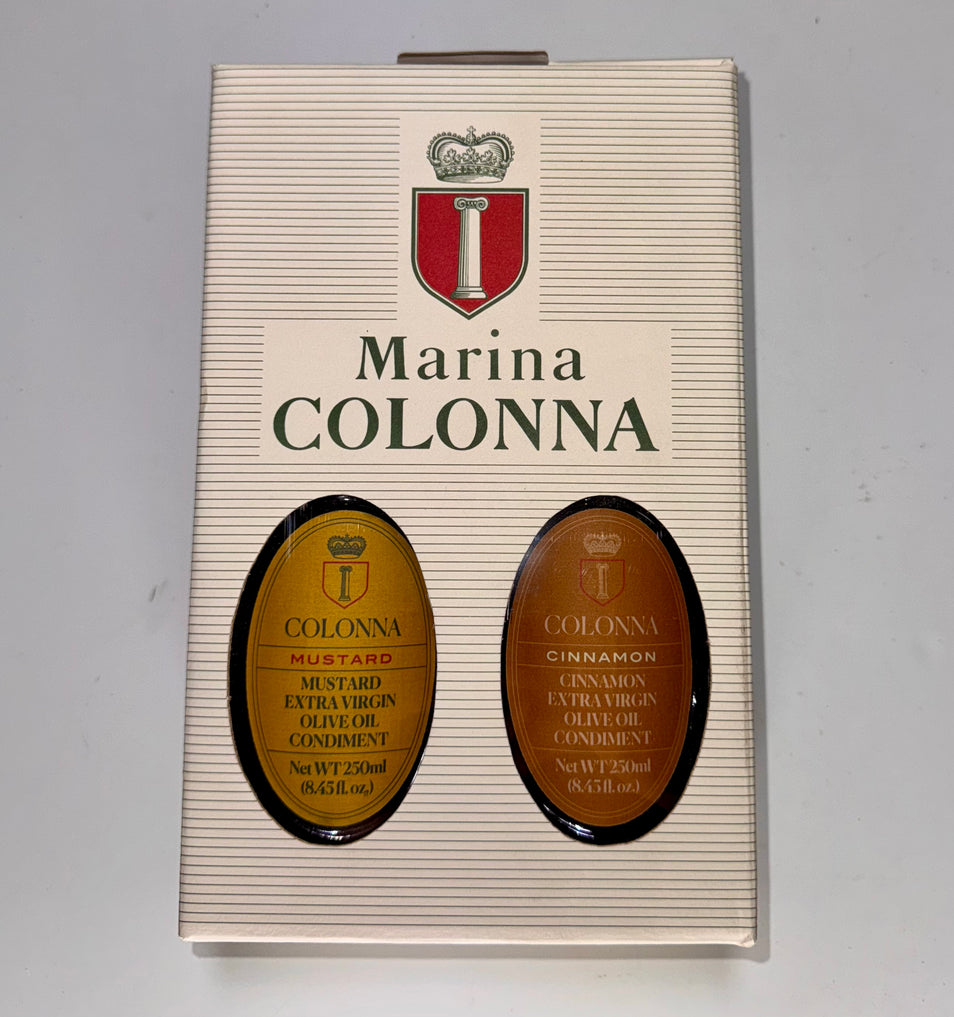 Marina
COLONNA
COLONNA
MUSTARD
MUSTARD
EXTRA VIRGIN
OLIVE OIL
CONDIMENT
Net WT 250ml
(8.45 fl. oz.)
COLONNA
CINNAMON
CINNAMON
EXTRA VIRGIN
OLIVE OIL
CONDIMENT
Net WT 250ml
(8.45 fl. oz.)